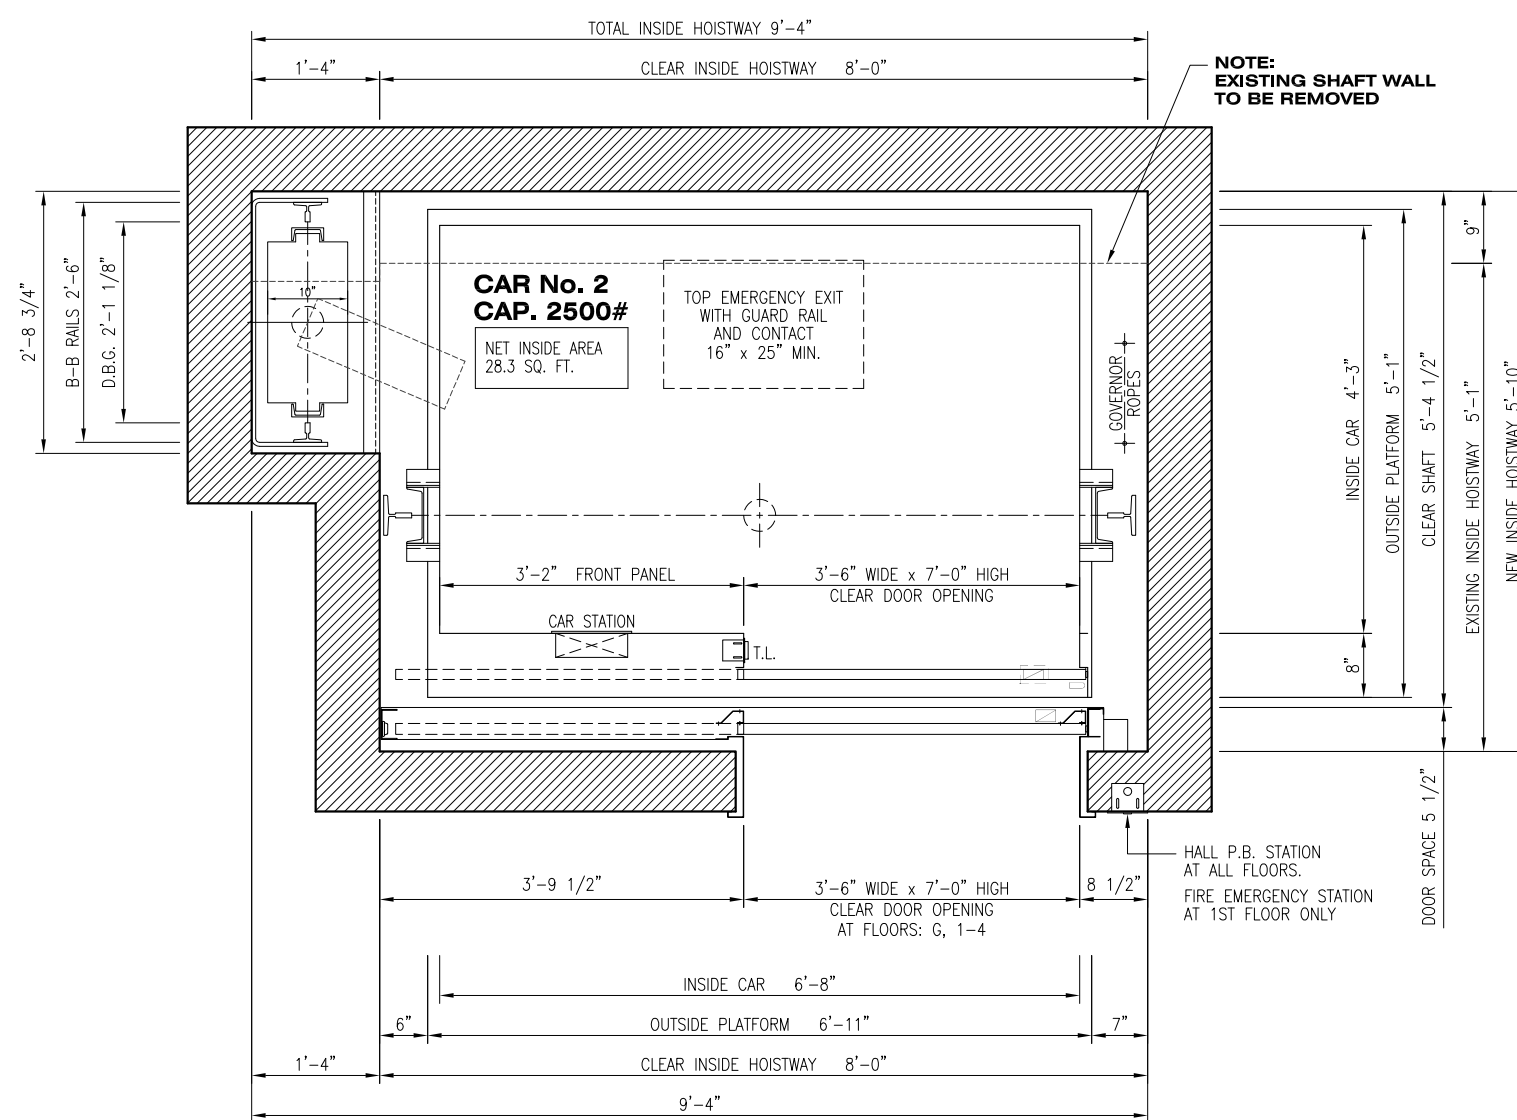 TOTAL INSIDE HOISTWAY 9'-4"
1'-4"
CLEAR INSIDE HOISTWAY 8'-0"
NOTE:
EXISTING SHAFT WALL
TO BE REMOVED
2'-8 3/4"
B-B RAILS 2'-6"
D.B.G. 2'-1 1/8"
10"
CAR No. 2
CAP. 2500#
NET INSIDE AREA
28.3 SQ. FT.
TOP EMERGENCY EXIT
WITH GUARD RAIL
AND CONTACT
16" x 25" MIN.
GOVERNOR
ROPES
INSIDE CAR 4'-3"
OUTSIDE PLATFORM 5'-1"
CLEAR SHAFT 5'-4 1/2"
9"
EXISTING INSIDE HOISTWAY 5'-1"
NEW INSIDE HOISTWAY 5'-10"
3'-2" FRONT PANEL
3'-6" WIDE x 7'-0" HIGH
CLEAR DOOR OPENING
CAR STATION
T.L.
8"
DOOR SPACE 5 1/2"
HALL P.B. STATION
AT ALL FLOORS.
FIRE EMERGENCY STATION
AT 1ST FLOOR ONLY
3'-9 1/2"
3'-6" WIDE x 7'-0" HIGH
CLEAR DOOR OPENING
AT FLOORS: G, 1-4
8 1/2"
INSIDE CAR 6'-8"
6"
OUTSIDE PLATFORM 6'-11"
7"
1'-4"
CLEAR INSIDE HOISTWAY 8'-0"
9'-4"